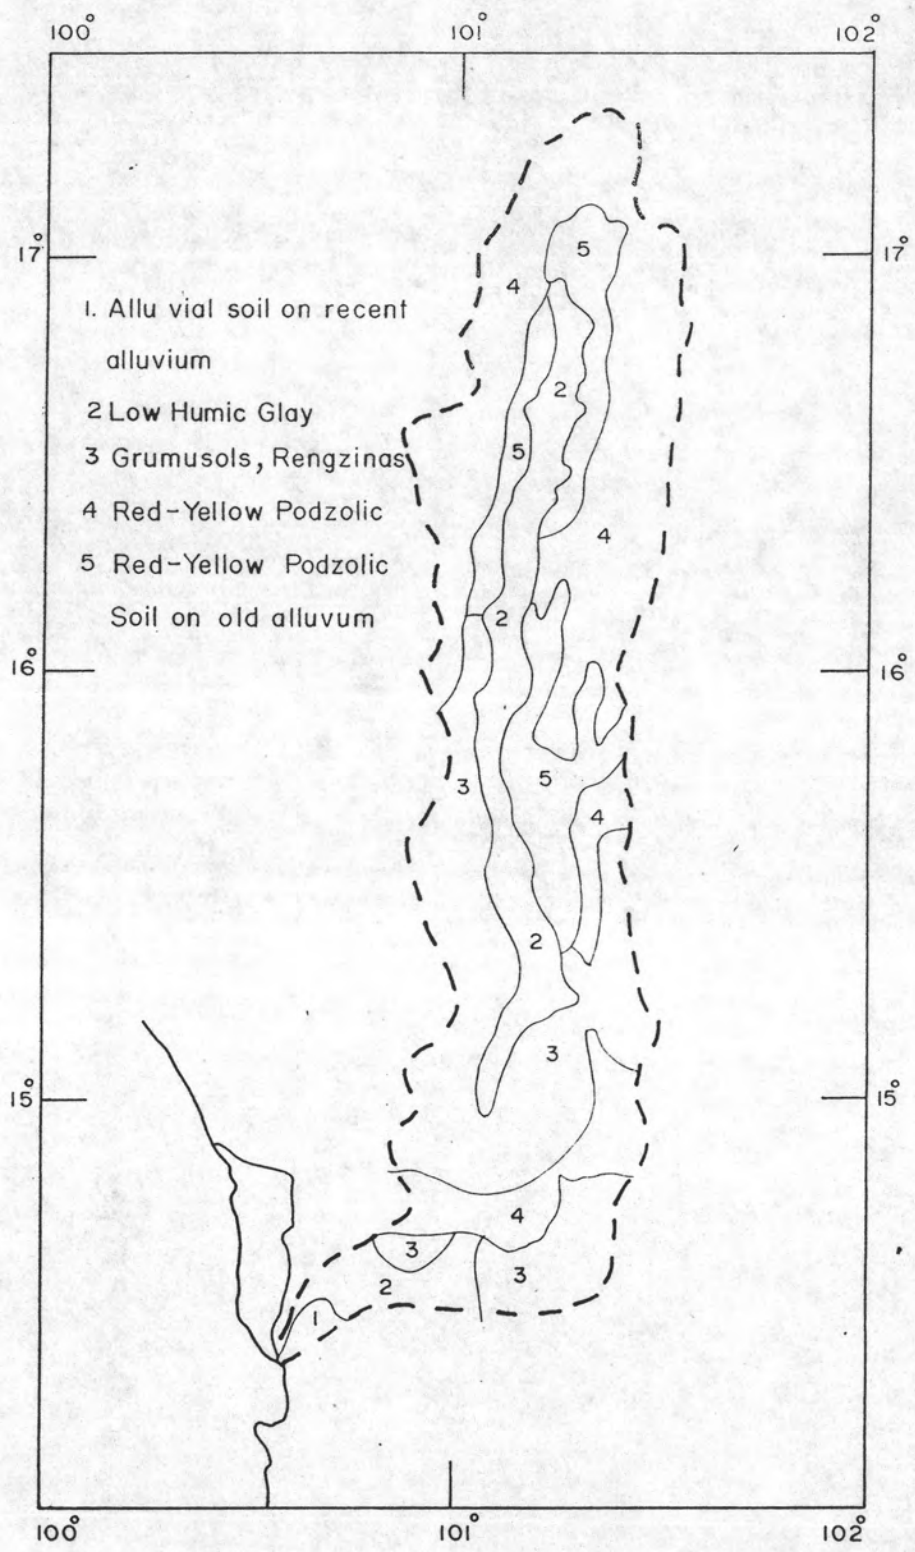 100° 101° 102°
17° 17°
1. Allu vial soil on recent
alluvium
2 Low Humic Glay
3 Grumusols, Rengzinas
4 Red-Yellow Podzolic
5 Red-Yellow Podzolic
Soil on old alluvum
5
4
2
5
4
2
16° 16°
3
5
4
2
3
15° 15°
4
3
3
2
1
100° 101° 102°